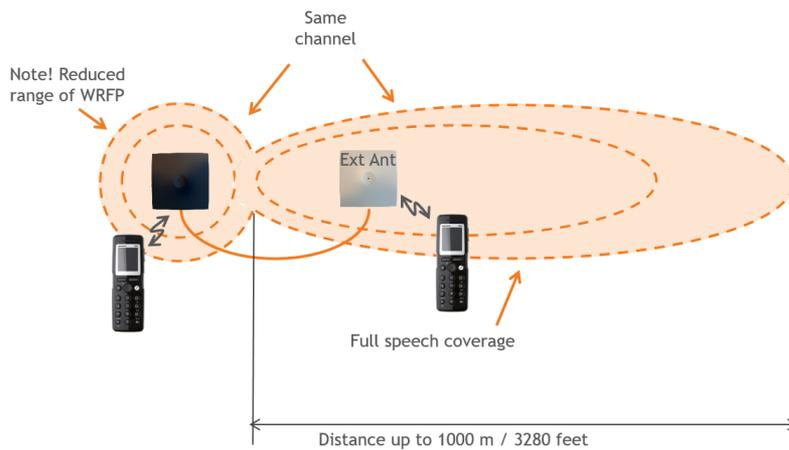 Same
channel
Note! Reduced
range of WRFP
Ext Ant
Full speech coverage
Distance up to 1000 m / 3280 feet